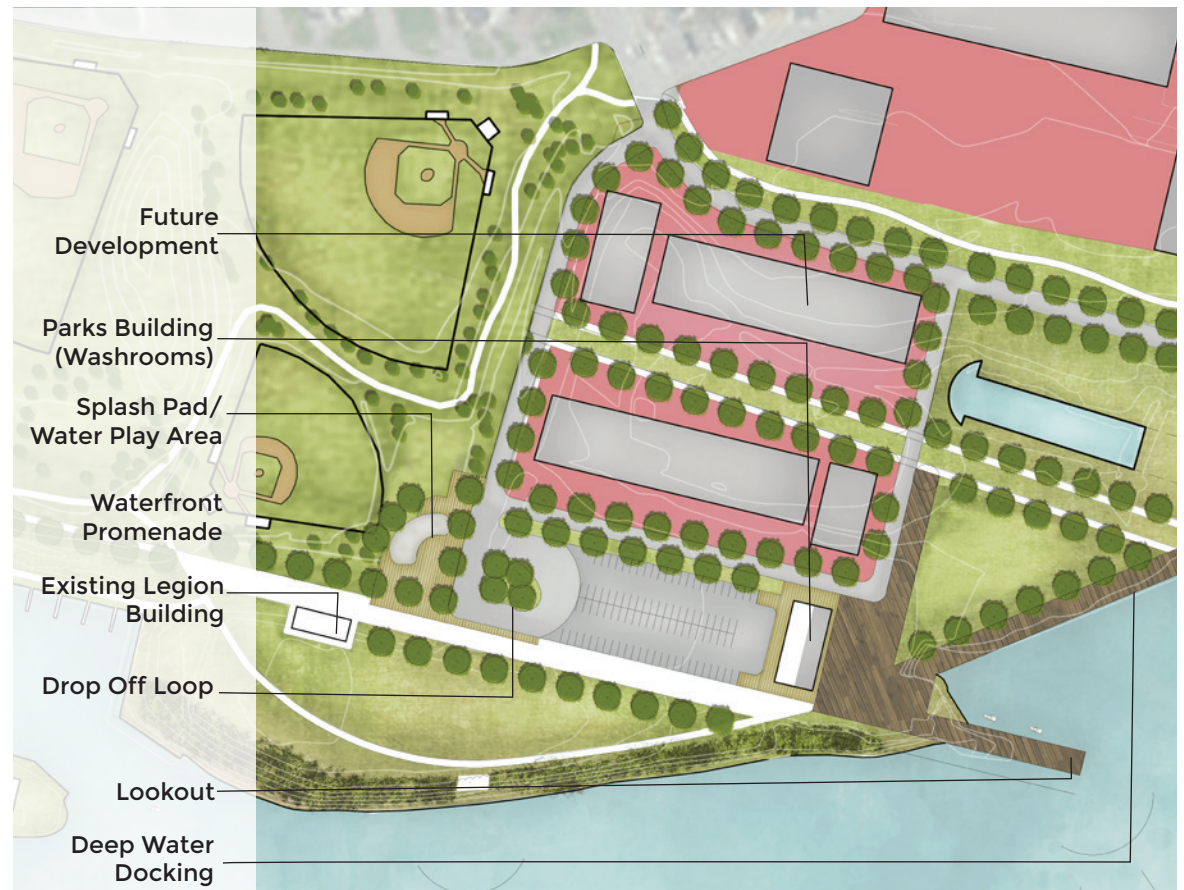 Future
Development
Parks Building
(Washrooms)
Splash Pad/
Water Play Area
Waterfront
Promenade
Existing Legion
Building
Drop Off Loop
Lookout
Deep Water
Docking